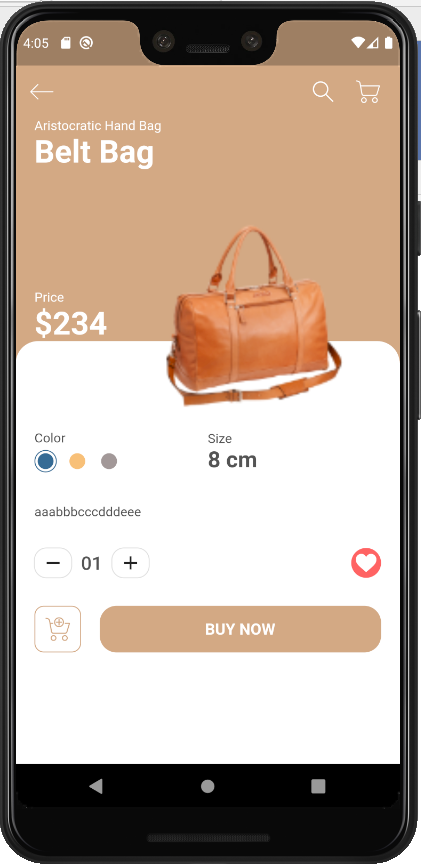 4:05
Aristocratic Hand Bag
Belt Bag
Price
$234
Color
Size
8 cm
aaabbbcccdddeee
01
BUY NOW